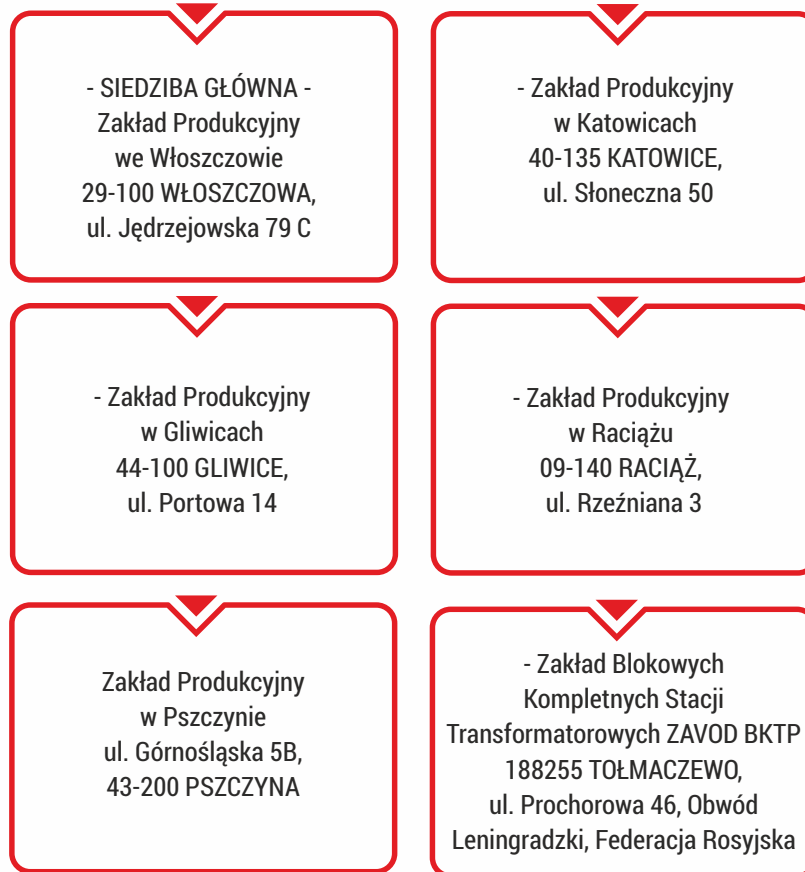 - SIEDZIBA GŁÓWNA -
Zakład Produkcyjny
we Włoszczowie
29-100 WŁOSZCZOWA,
ul. Jędrzejowska 79 C
- Zakład Produkcyjny
w Katowicach
40-135 KATOWICE,
ul. Słoneczna 50
- Zakład Produkcyjny
w Gliwicach
44-100 GLIWICE,
ul. Portowa 14
- Zakład Produkcyjny
w Raciążu
09-140 RACIĄŻ,
ul. Rzeźniana 3
Zakład Produkcyjny
w Pszczynie
ul. Górnośląska 5B,
43-200 PSZCZYNA
- Zakład Blokowych
Kompletnych Stacji
Transformatorowych ZAVOD BKTP
188255 TOŁMACZEWO,
ul. Prochorowa 46, Obwód
Leningradzki, Federacja Rosyjska